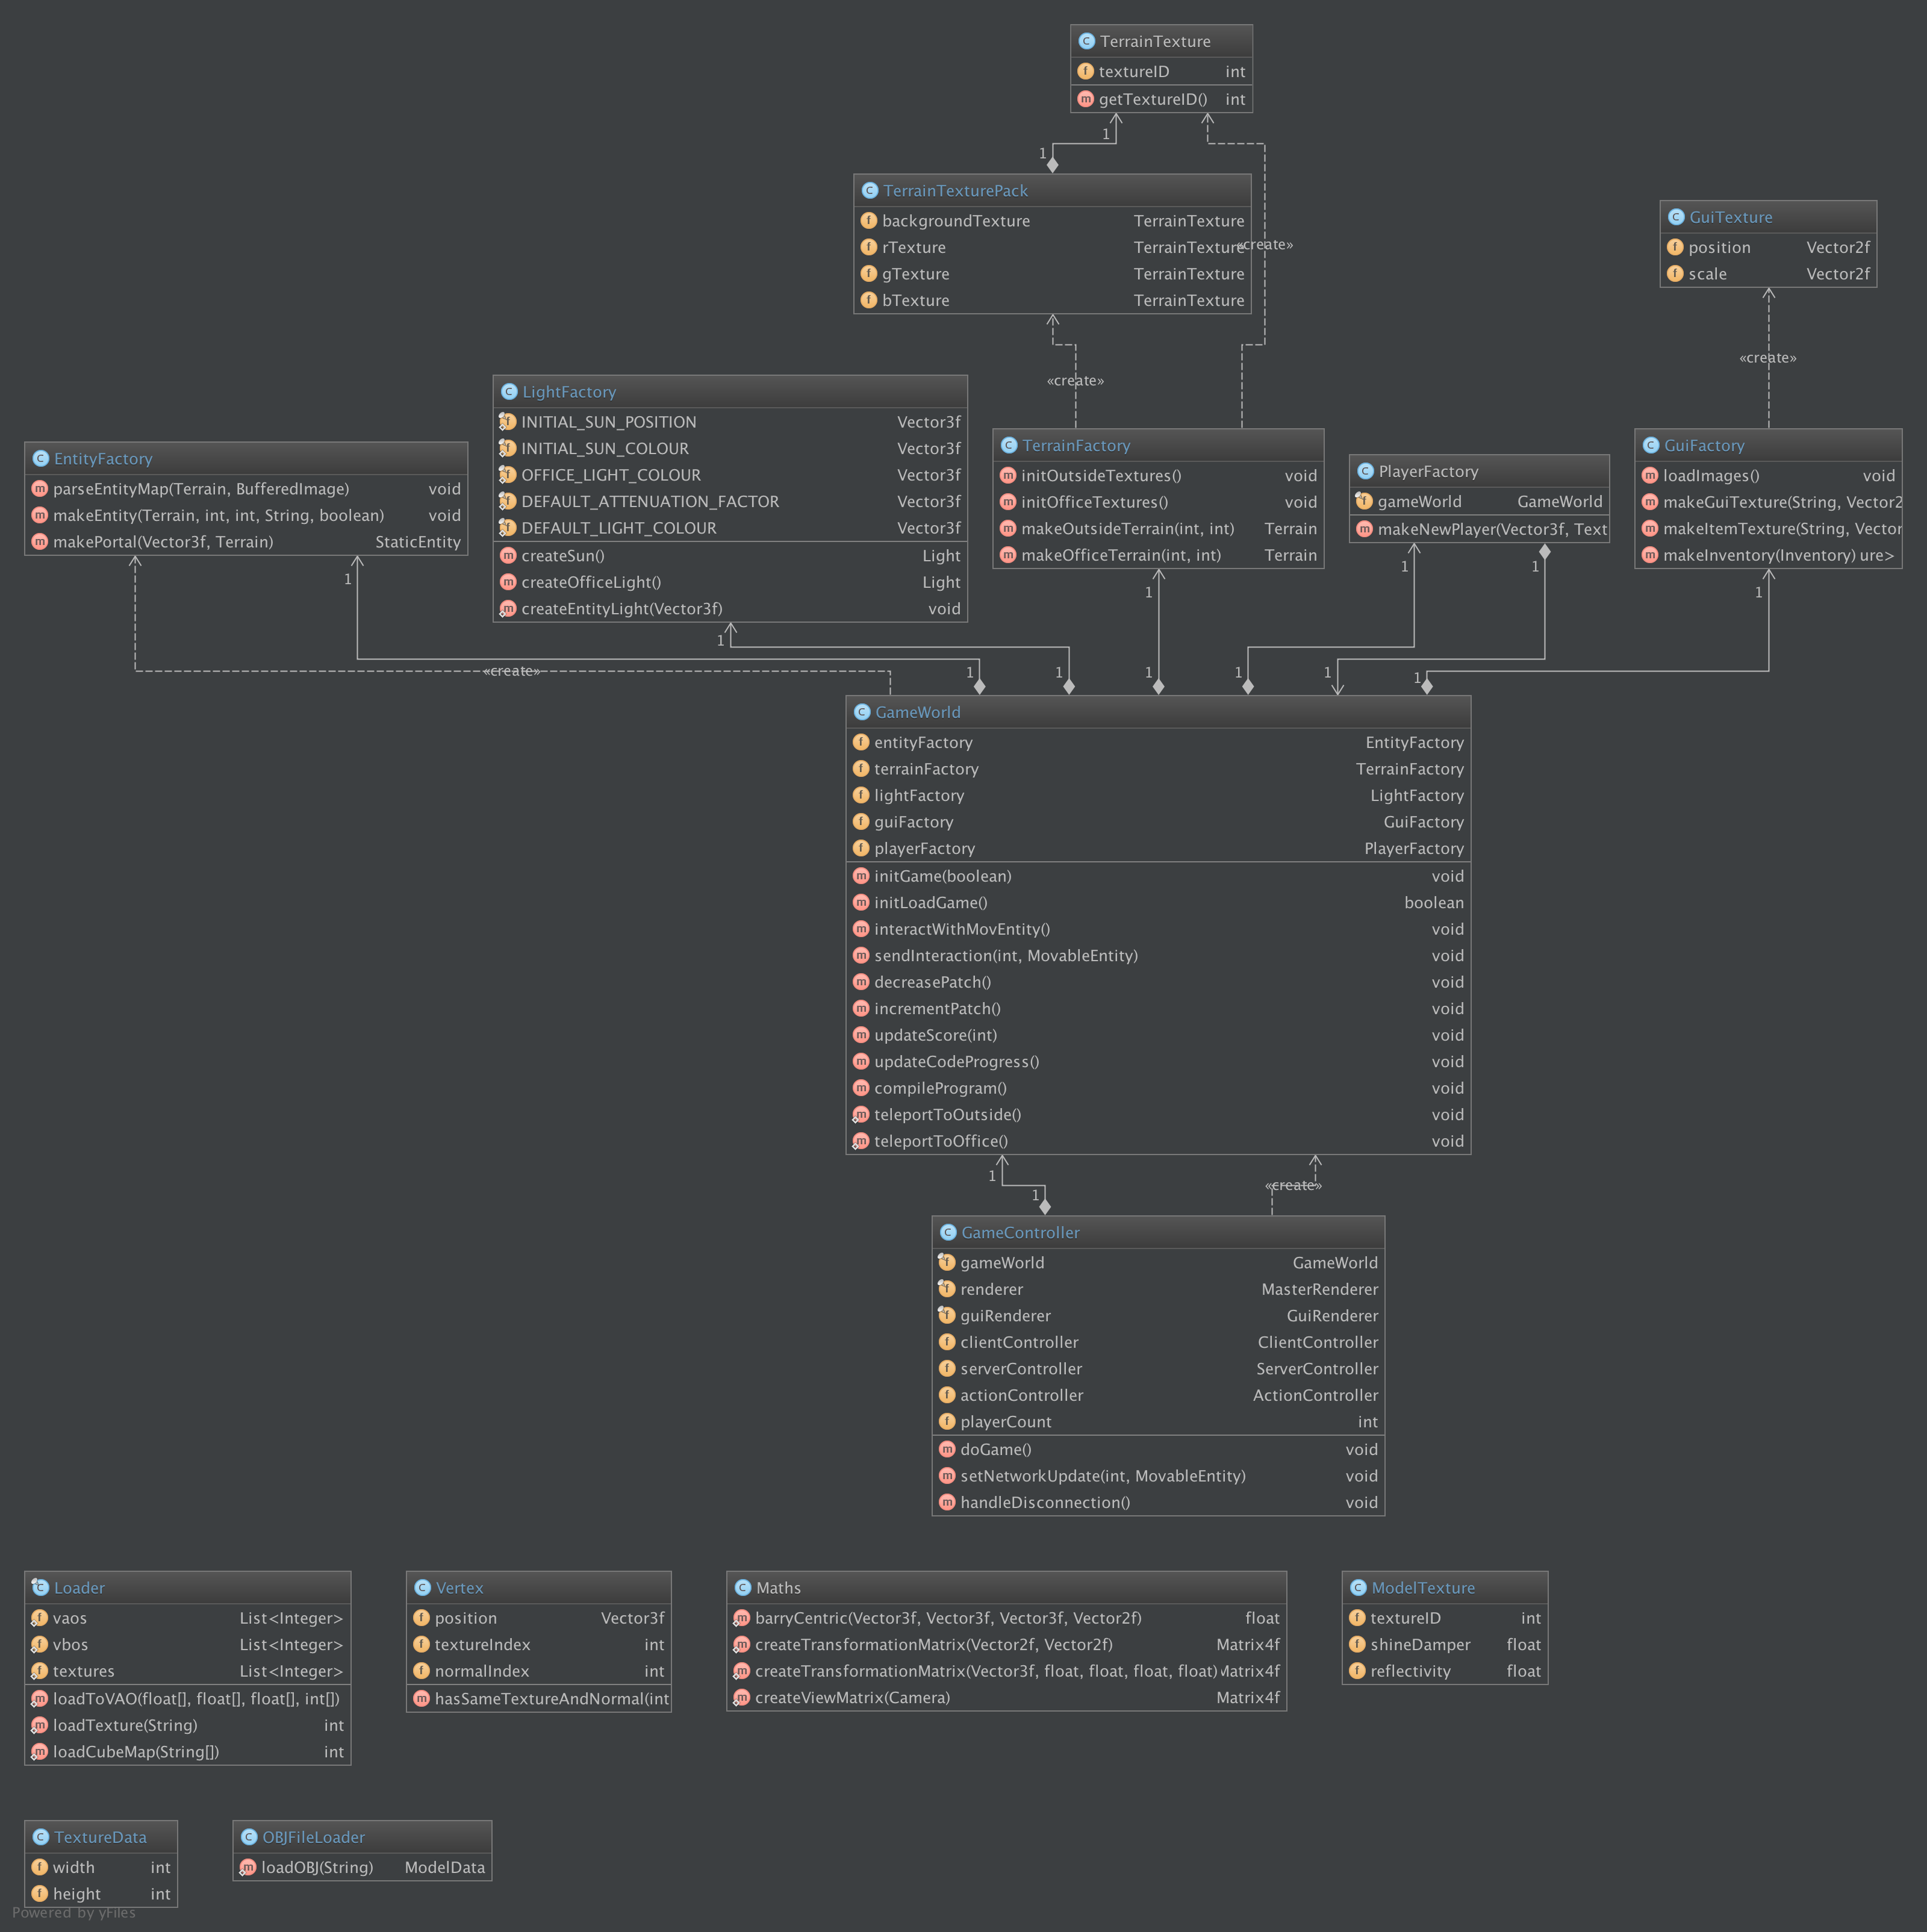 TerrainTexture
textureID int
getTextureID() int
1
1
TerrainTexturePack
backgroundTexture TerrainTexture
rTexture TerrainTexture
gTexture TerrainTexture
bTexture TerrainTexture
«create»
GuiTexture
position Vector2f
scale Vector2f
«create»
«create»
LightFactory
INITIAL_SUN_POSITION Vector3f
INITIAL_SUN_COLOUR Vector3f
OFFICE_LIGHT_COLOUR Vector3f
DEFAULT_ATTENUATION_FACTOR Vector3f
DEFAULT_LIGHT_COLOUR Vector3f
createSun() Light
createOfficeLight() Light
createEntityLight(Vector3f) void
EntityFactory
parseEntityMap(Terrain, BufferedImage) void
makeEntity(Terrain, int, int, String, boolean) void
makePortal(Vector3f, Terrain) StaticEntity
TerrainFactory
initOutsideTextures() void
initOfficeTextures() void
makeOutsideTerrain(int, int) Terrain
makeOfficeTerrain(int, int) Terrain
PlayerFactory
gameWorld GameWorld
makeNewPlayer(Vector3f, Text
GuiFactory
loadImages() void
makeGuiTexture(String, Vector2
makeItemTexture(String, Vector
makeInventory(Inventory) ure>
1 1 1 1 1 1
«create»
1 1 1 1 1 1
GameWorld
entityFactory EntityFactory
terrainFactory TerrainFactory
lightFactory LightFactory
guiFactory GuiFactory
playerFactory PlayerFactory
initGame(boolean) void
initLoadGame() boolean
interactWithMovEntity() void
sendInteraction(int, MovableEntity) void
decreasePatch() void
incrementPatch() void
updateScore(int) void
updateCodeProgress() void
compileProgram() void
teleportToOutside() void
teleportToOffice() void
1
«create»
1
GameController
gameWorld GameWorld
renderer MasterRenderer
guiRenderer GuiRenderer
clientController ClientController
serverController ServerController
actionController ActionController
playerCount int
doGame() void
setNetworkUpdate(int, MovableEntity) void
handleDisconnection() void
Loader
vaos List<Integer>
vbos List<Integer>
textures List<Integer>
loadToVAO(float[], float[], float[], int[])
loadTexture(String) int
loadCubeMap(String[]) int
Vertex
position Vector3f
textureIndex int
normalIndex int
hasSameTextureAndNormal(int
Maths
barryCentric(Vector3f, Vector3f, Vector3f, Vector2f) float
createTransformationMatrix(Vector2f, Vector2f) Matrix4f
createTransformationMatrix(Vector3f, float, float, float, float) Matrix4f
createViewMatrix(Camera) Matrix4f
ModelTexture
textureID int
shineDamper float
reflectivity float
TextureData
width int
height int
OBJFileLoader
loadOBJ(String) ModelData
Powered by yFiles